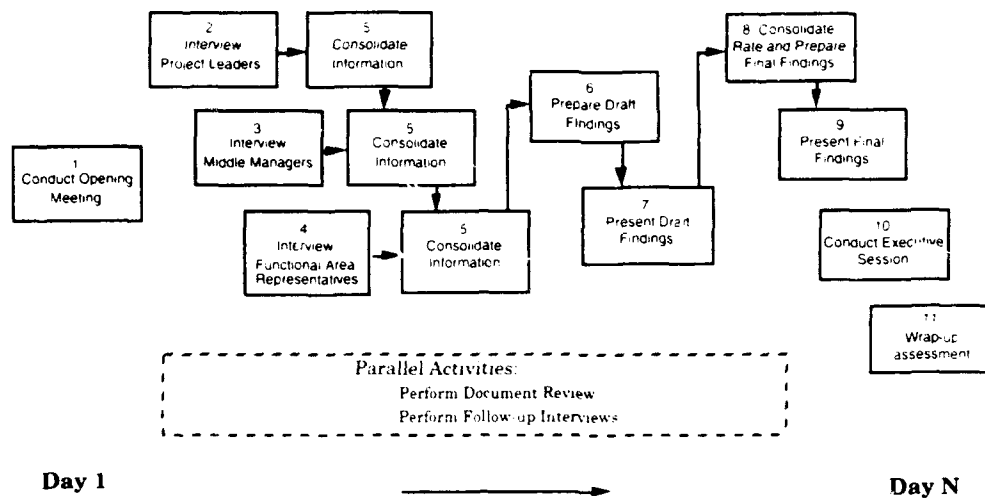 2
Interview
Project Leaders
5
Consolidate
Information
8 Consolidate
Rate and Prepare
Final Findings
6
Prepare Draft
Findings
3
Interview
Middle Managers
5
Consolidate
Information
9
Present Final
Findings
1
Conduct Opening
Meeting
7
Present Draft
Findings
4
Interview
Functional Area
Representatives
5
Consolidate
Information
10
Conduct Executive
Session
11
Wrap-up
assessment
Parallel Activities:
Perform Document Review
Perform Follow-up Interviews
Day 1
Day N